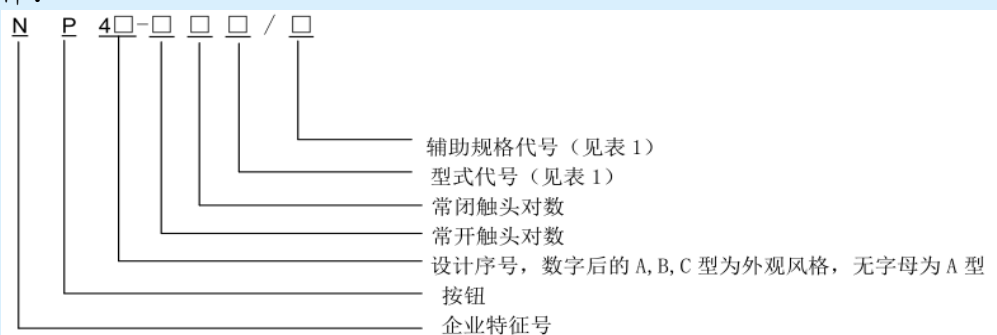 N P 4□-□ □ □ / □
辅助规格代号（见表 1）
型式代号（见表 1）
常闭触头对数
常开触头对数
设计序号，数字后的 A,B,C 型为外观风格，无字母为 A 型
按钮
企业特征号